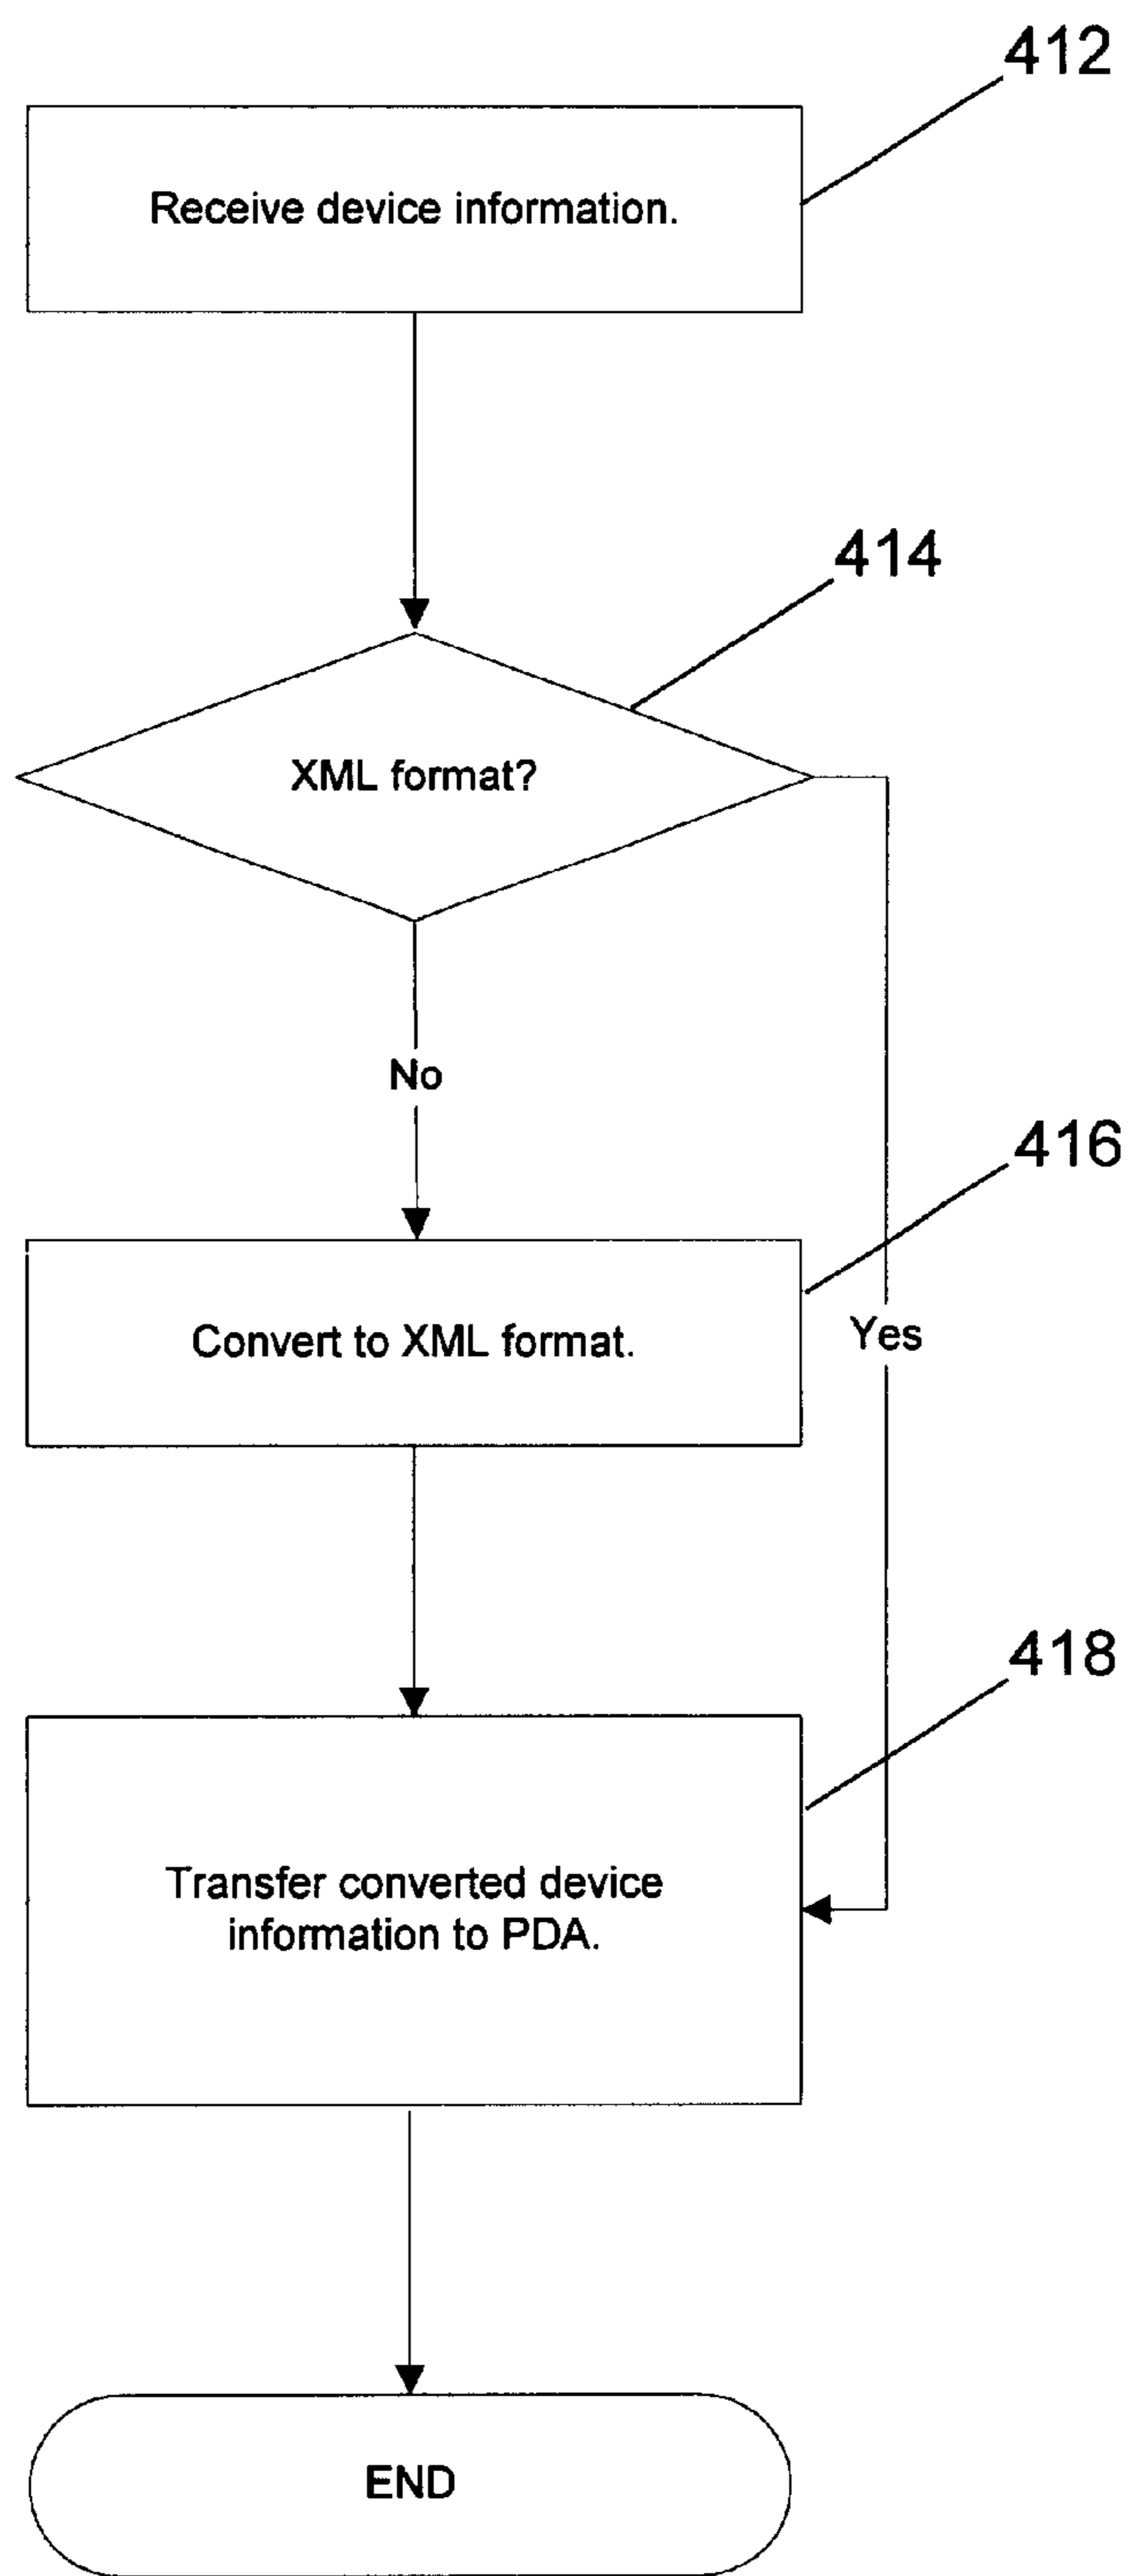 412
Receive device information.
414
XML format?
No
416
Convert to XML format.
Yes
418
Transfer converted device
information to PDA.
END